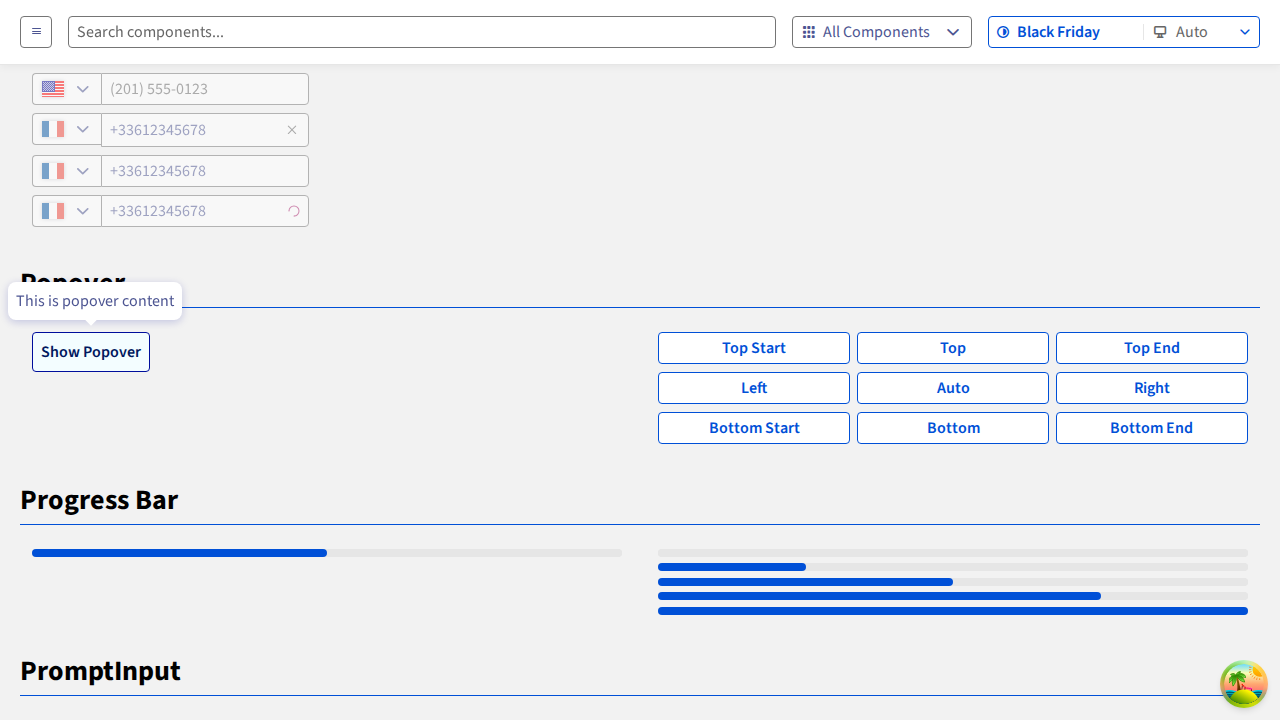 Search components...
All Components
Black Friday
Auto
(201) 555-0123
+33612345678
+33612345678
+33612345678
Popover
This is popover content
Show Popover
Top Start
Top
Top End
Left
Auto
Right
Bottom Start
Bottom
Bottom End
Progress Bar
PromptInput